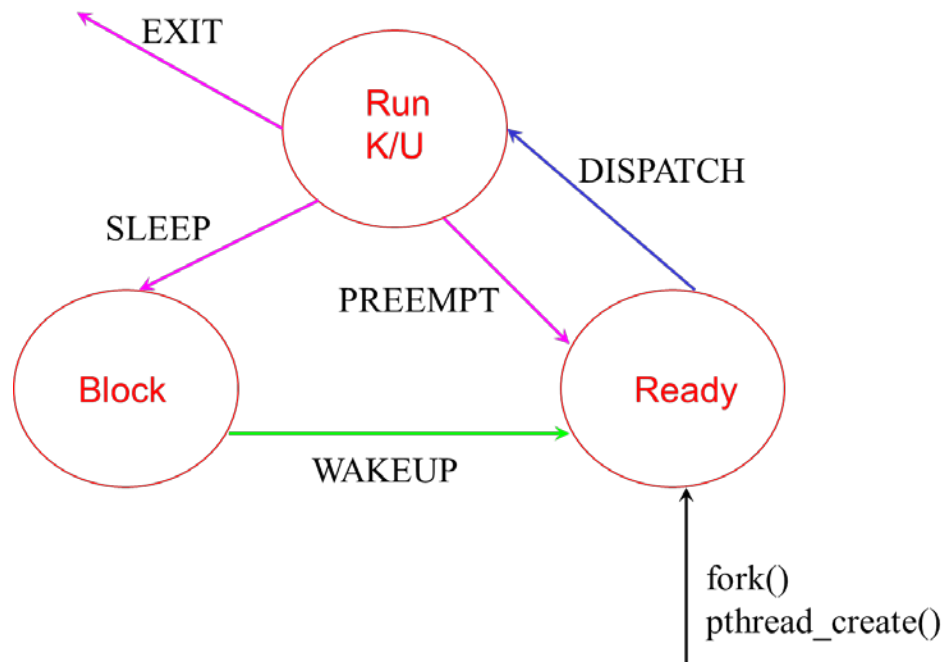 EXIT
Run
K/U
DISPATCH
SLEEP
PREEMPT
Block
Ready
WAKEUP
fork()
pthread_create()